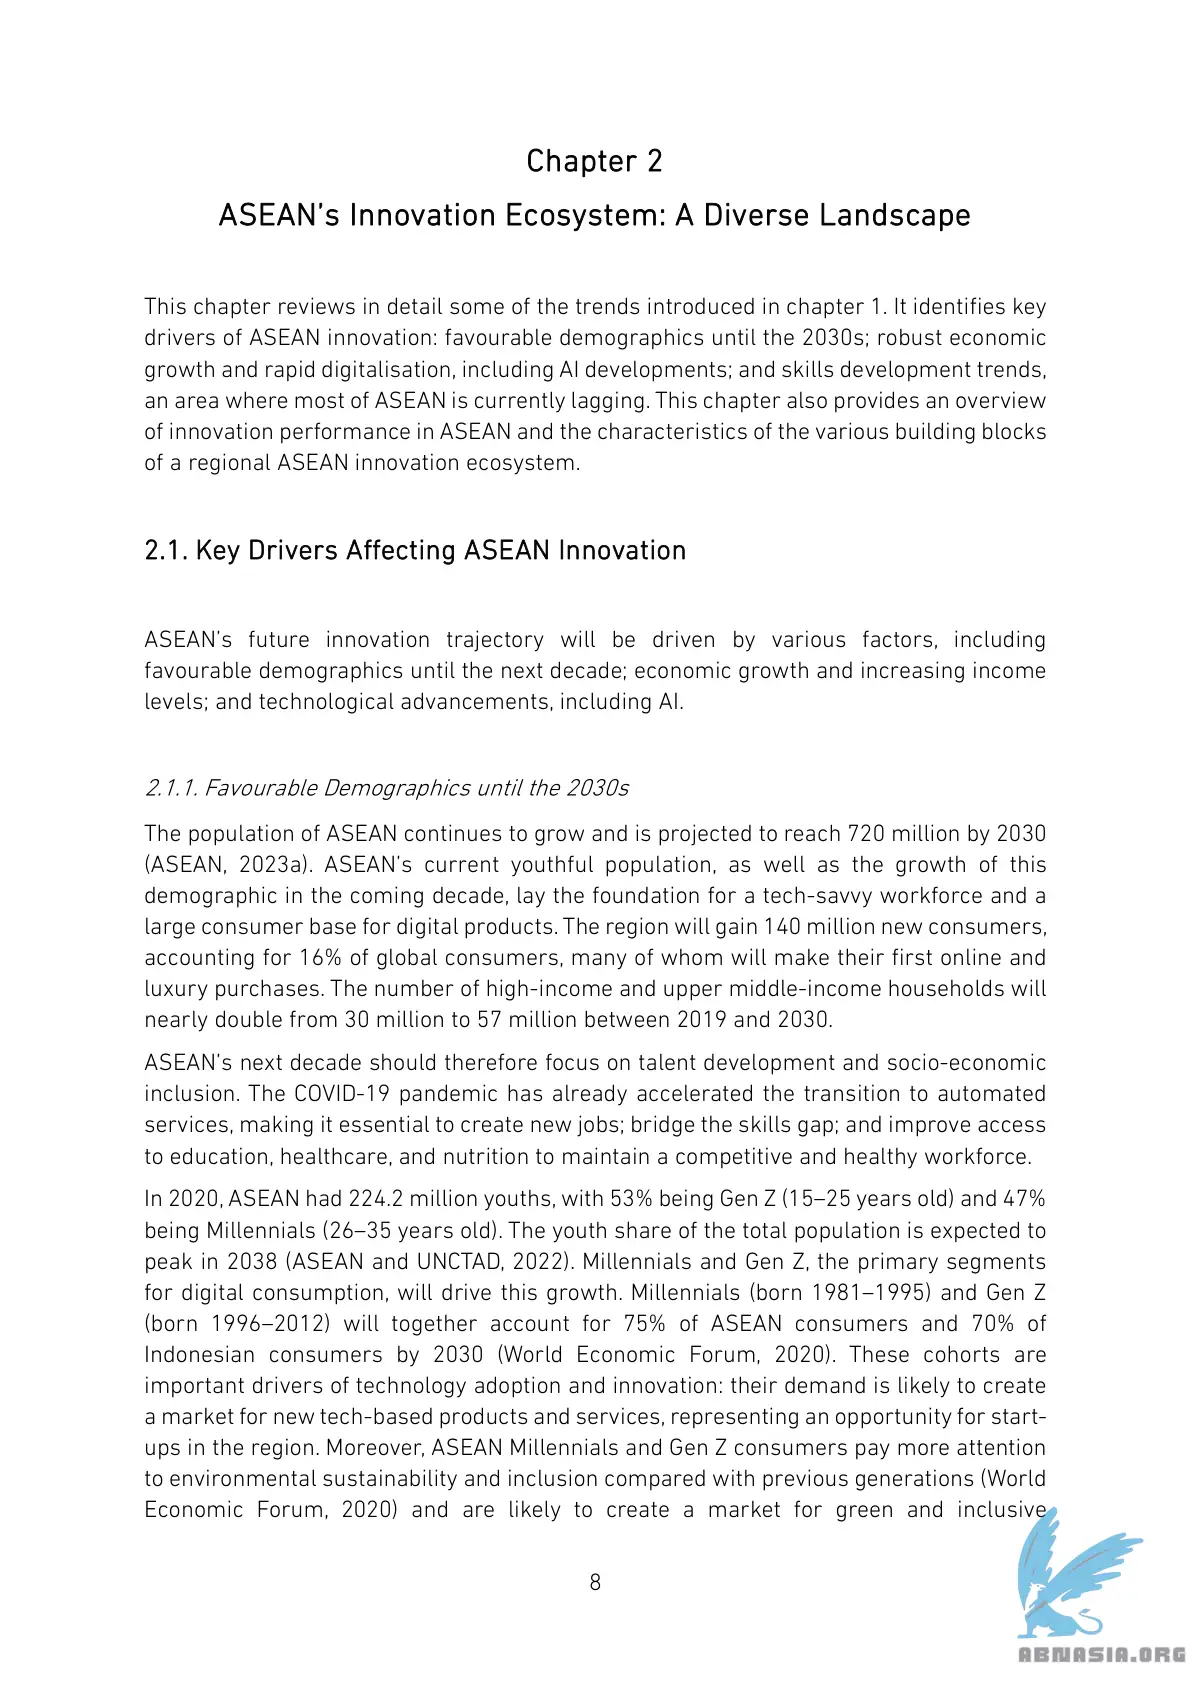 Chapter 2
ASEAN's Innovation Ecosystem: A Diverse Landscape
This chapter reviews in detail some of the trends introduced in chapter 1. It identifies key
drivers of ASEAN innovation: favourable demographics until the 2030s; robust economic
growth and rapid digitalisation, including AI developments; and skills development trends,
an area where most of ASEAN is currently lagging. This chapter also provides an overview
of innovation performance in ASEAN and the characteristics of the various building blocks
of a regional ASEAN innovation ecosystem.
2.1. Key Drivers Affecting ASEAN Innovation
ASEAN's future innovation trajectory will be driven by various factors, including
favourable demographics until the next decade; economic growth and increasing income
levels; and technological advancements, including AI.
2.1.1. Favourable Demographics until the 2030s
The population of ASEAN continues to grow and is projected to reach 720 million by 2030
(ASEAN, 2023a). ASEAN's current youthful population, as well as the growth of this
demographic in the coming decade, lay the foundation for a tech-savvy workforce and a
large consumer base for digital products. The region will gain 140 million new consumers,
accounting for 16% of global consumers, many of whom will make their first online and
luxury purchases. The number of high-income and upper middle-income households will
nearly double from 30 million to 57 million between 2019 and 2030.
ASEAN's next decade should therefore focus on talent development and socio-economic
inclusion. The COVID-19 pandemic has already accelerated the transition to automated
services, making it essential to create new jobs; bridge the skills gap; and improve access
to education, healthcare, and nutrition to maintain a competitive and healthy workforce.
In 2020, ASEAN had 224.2 million youths, with 53% being Gen Z (15–25 years old) and 47%
being Millennials (26–35 years old). The youth share of the total population is expected to
peak in 2038 (ASEAN and UNCTAD, 2022). Millennials and Gen Z, the primary segments
for digital consumption, will drive this growth. Millennials (born 1981–1995) and Gen Z
(born 1996–2012) will together account for 75% of ASEAN consumers and 70% of
Indonesian consumers by 2030 (World Economic Forum, 2020). These cohorts are
important drivers of technology adoption and innovation: their demand is likely to create
a market for new tech-based products and services, representing an opportunity for start-
ups in the region. Moreover, ASEAN Millennials and Gen Z consumers pay more attention
to environmental sustainability and inclusion compared with previous generations (World
Economic Forum, 2020) and are likely to create a market for green and inclusive
8
ABNASIA.ORG